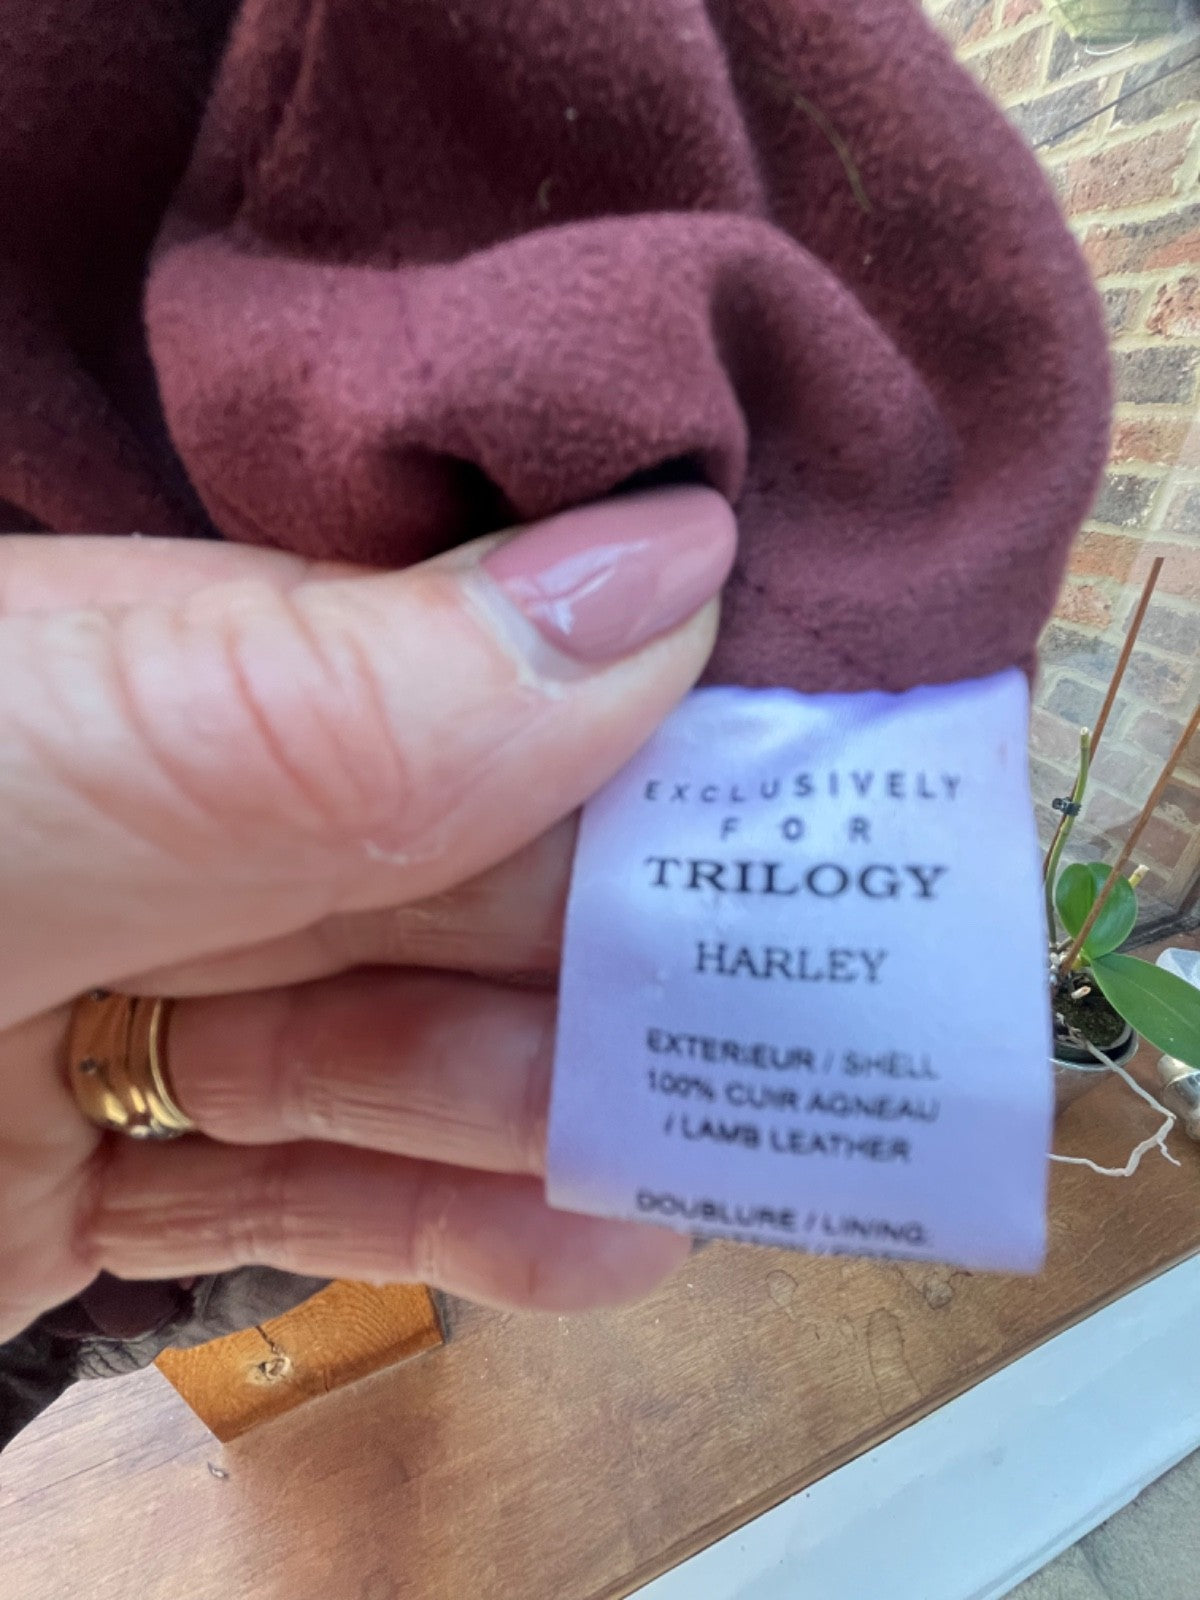 EXCLUSIVELY
FOR
TRILOGY
HARLEY
EXTERIEUR / SHELL
100% CUIR AGNEAU
/ LAMB LEATHER
DOUBLURE / LINING: